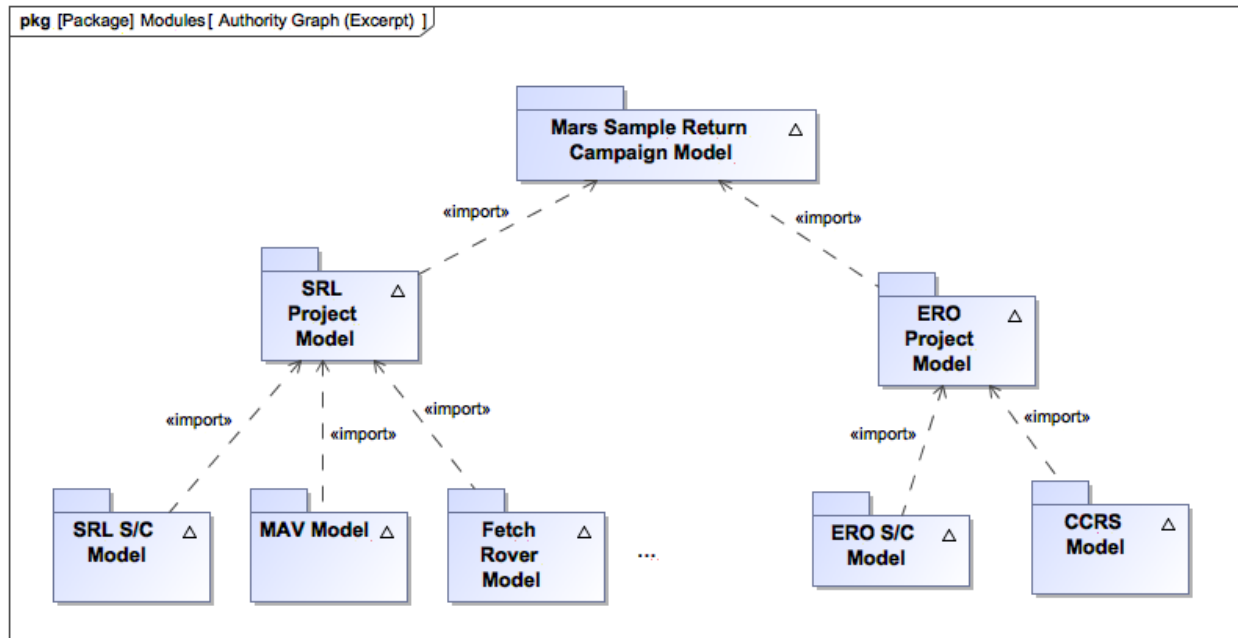 pkg [Package] Modules[ Authority Graph (Excerpt) ]
Mars Sample Return
Campaign Model
«import»
«import»
SRL
Project
Model
ERO
Project
Model
«import»
«import»
«import»
«import»
«import»
SRL S/C
Model
MAV Model
Fetch
Rover
Model
...
ERO S/C
Model
CCRS
Model